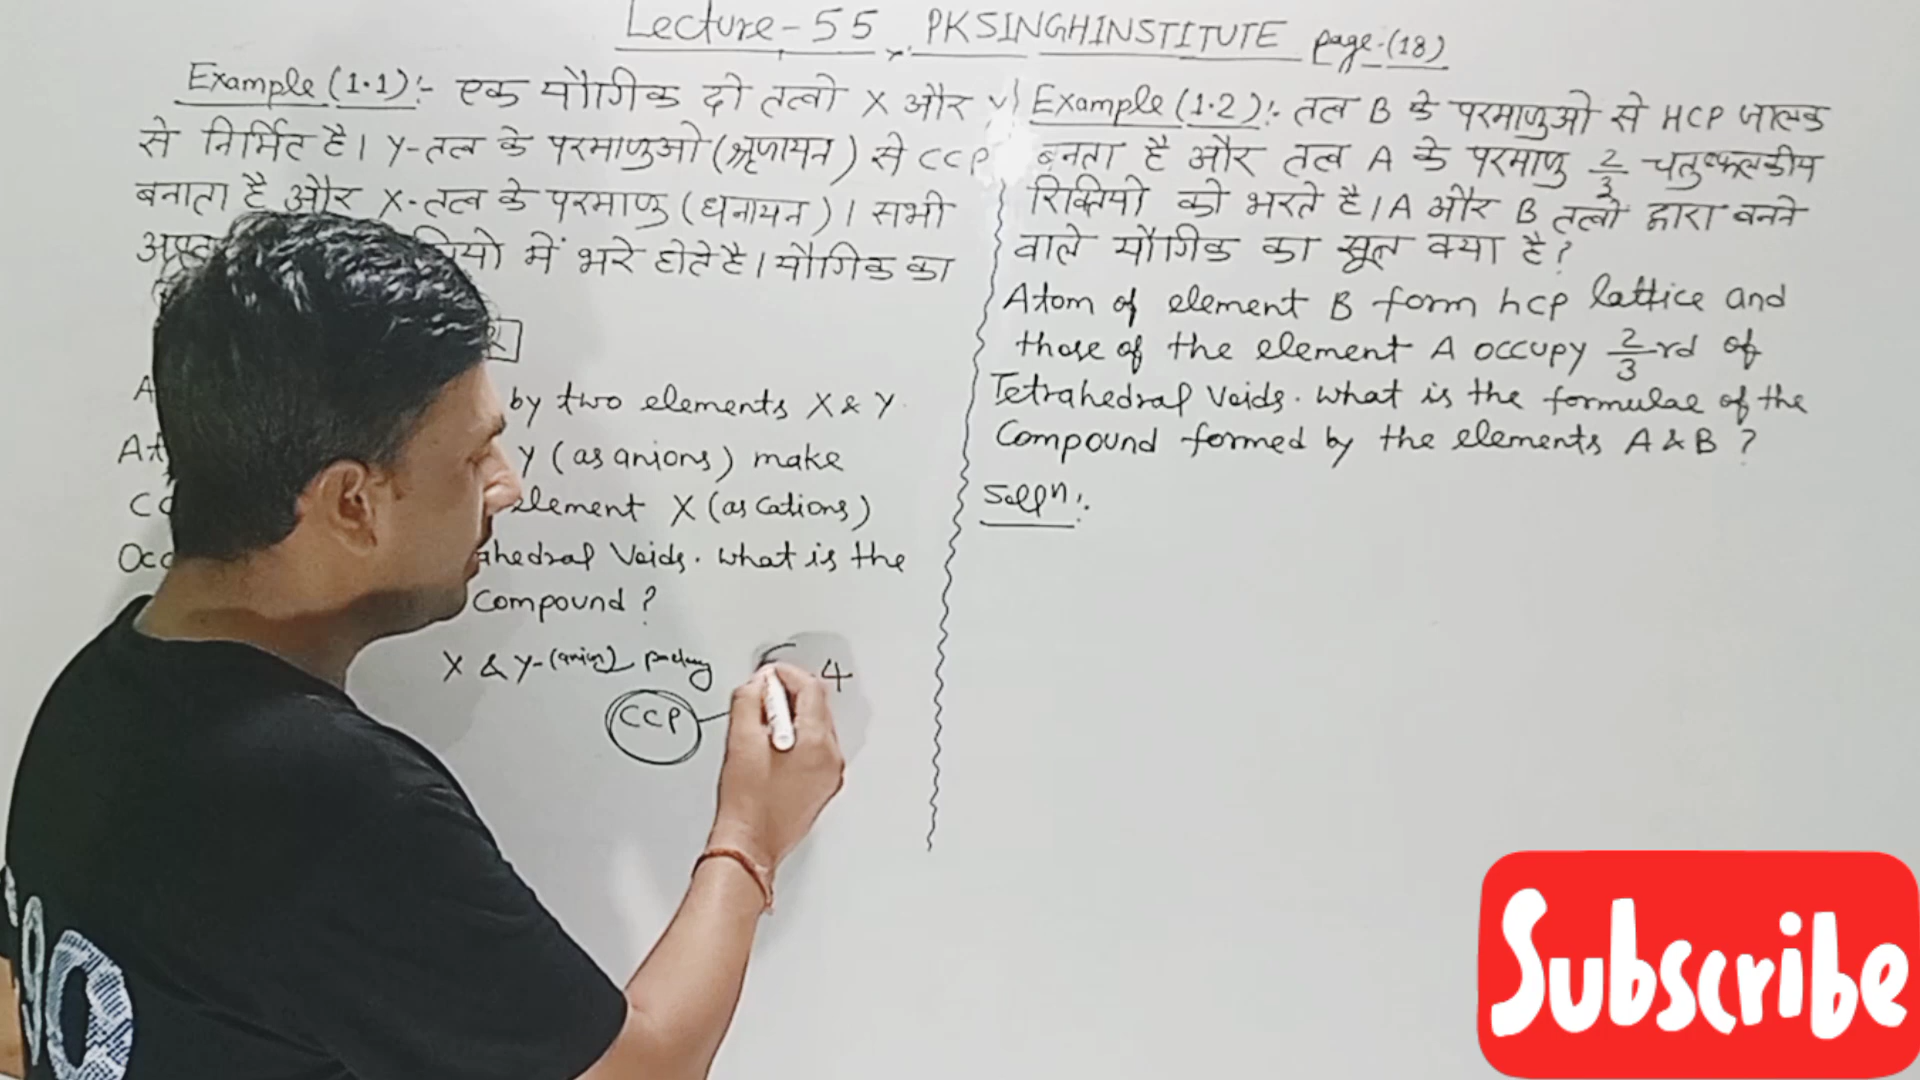 Lecture-55, PKSINGHINSTITUTE page-(18)
Example (1.1):- एक यौगिक दो तत्वो X और Y
से निर्मित है। Y-तत्व के परमाणुओ (ऋृणायन) से CCP
बनाता है और X-तत्व के परमाणु (धनायन)। सभी
में भरे होते है। यौगिक का
by two elements X & Y.
Y (as anions) make
element X (as cations)
Voids. what is the
Compound?
X & Y-(anion) packing
4
CCP
Example (1.2):- तत्व B के परमाणुओ से HCP जालक
बनता है और तत्व A के परमाणु 2/3 चतुष्फलकीय
रिक्तियो को भरते है। A और B तत्वो द्वारा बनने
वाले यौगिक का सूत्र क्या है?
Atom of element B form hcp lattice and
those of the element A occupy 2/3rd of
Tetrahedral Voids. what is the formulae of the
Compound formed by the elements A & B?
Solⁿ:
Subscribe